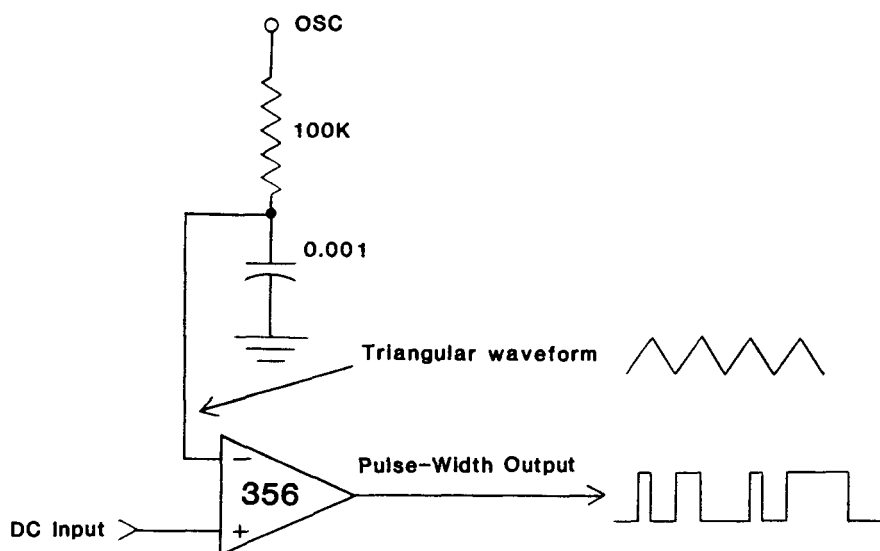 OSC
100K
0.001
Triangular waveform
Pulse-Width Output
−
356
DC Input
+